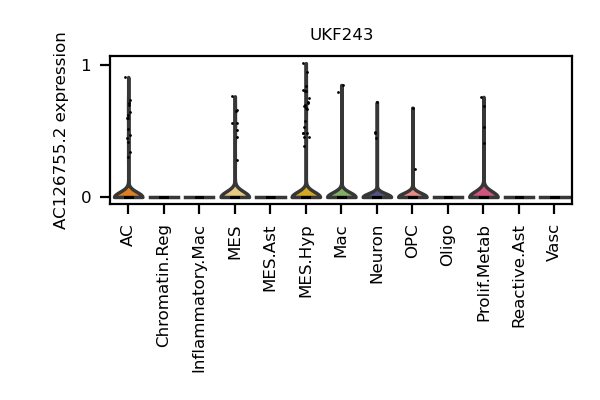 UKF243
AC126755.2 expression
1
0
AC
Chromatin.Reg
Inflammatory.Mac
MES
MES.Ast
MES.Hyp
Mac
Neuron
OPC
Oligo
Prolif.Metab
Reactive.Ast
Vasc